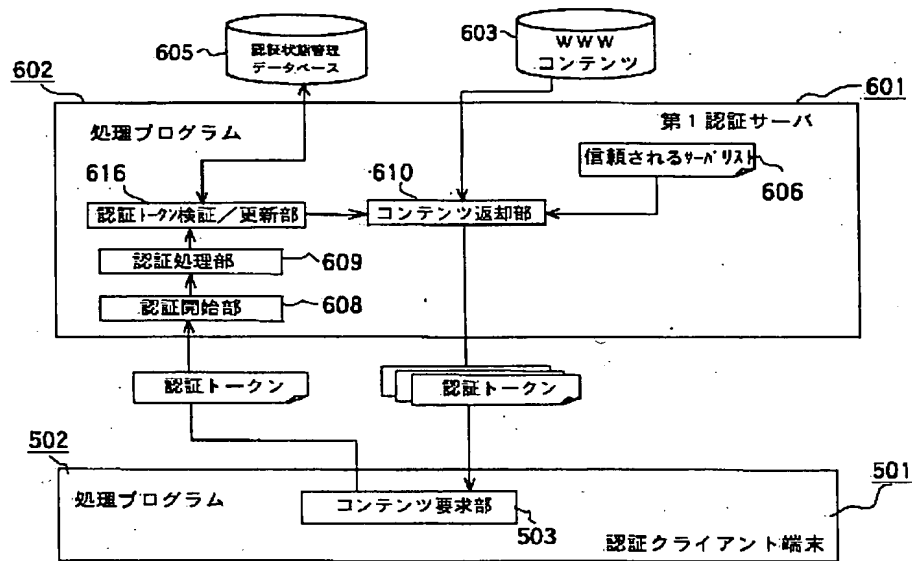 605
認証状態管理
データベース
603
WWW
コンテンツ
602
601
処理プログラム
第1認証サーバ
信頼されるサーバリスト
606
616
610
認証トークン検証/更新部
コンテンツ返却部
認証処理部
609
認証開始部
608
認証トークン
認証トークン
502
501
処理プログラム
コンテンツ要求部
503
認証クライアント端末